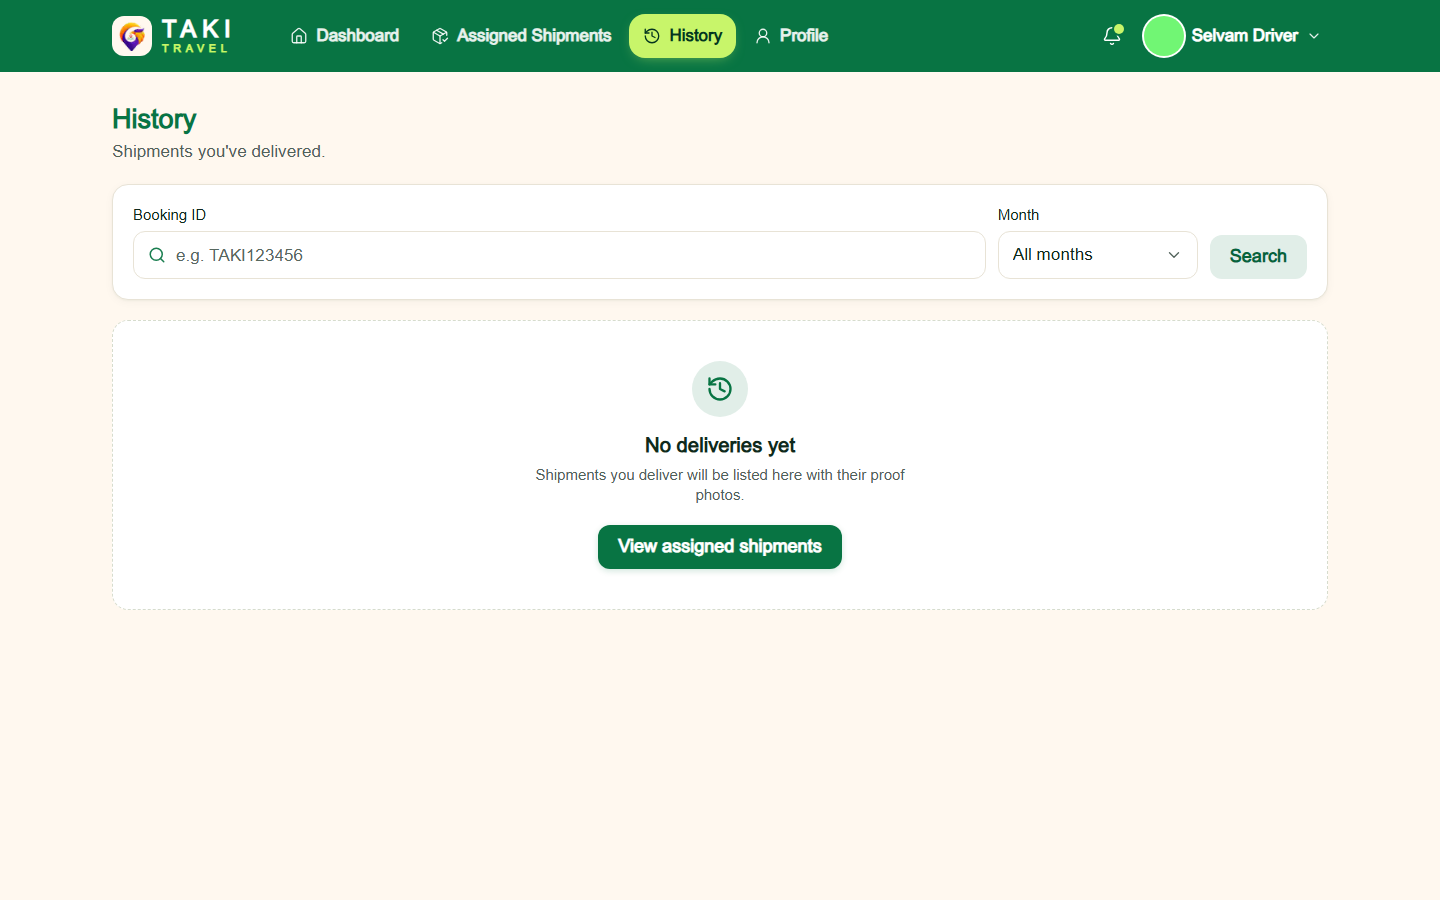 TAKI
TRAVEL
Dashboard
Assigned Shipments
History
Profile
Selvam Driver
History
Shipments you've delivered.
Booking ID
Month
e.g. TAKI123456
All months
Search
No deliveries yet
Shipments you deliver will be listed here with their proof
photos.
View assigned shipments